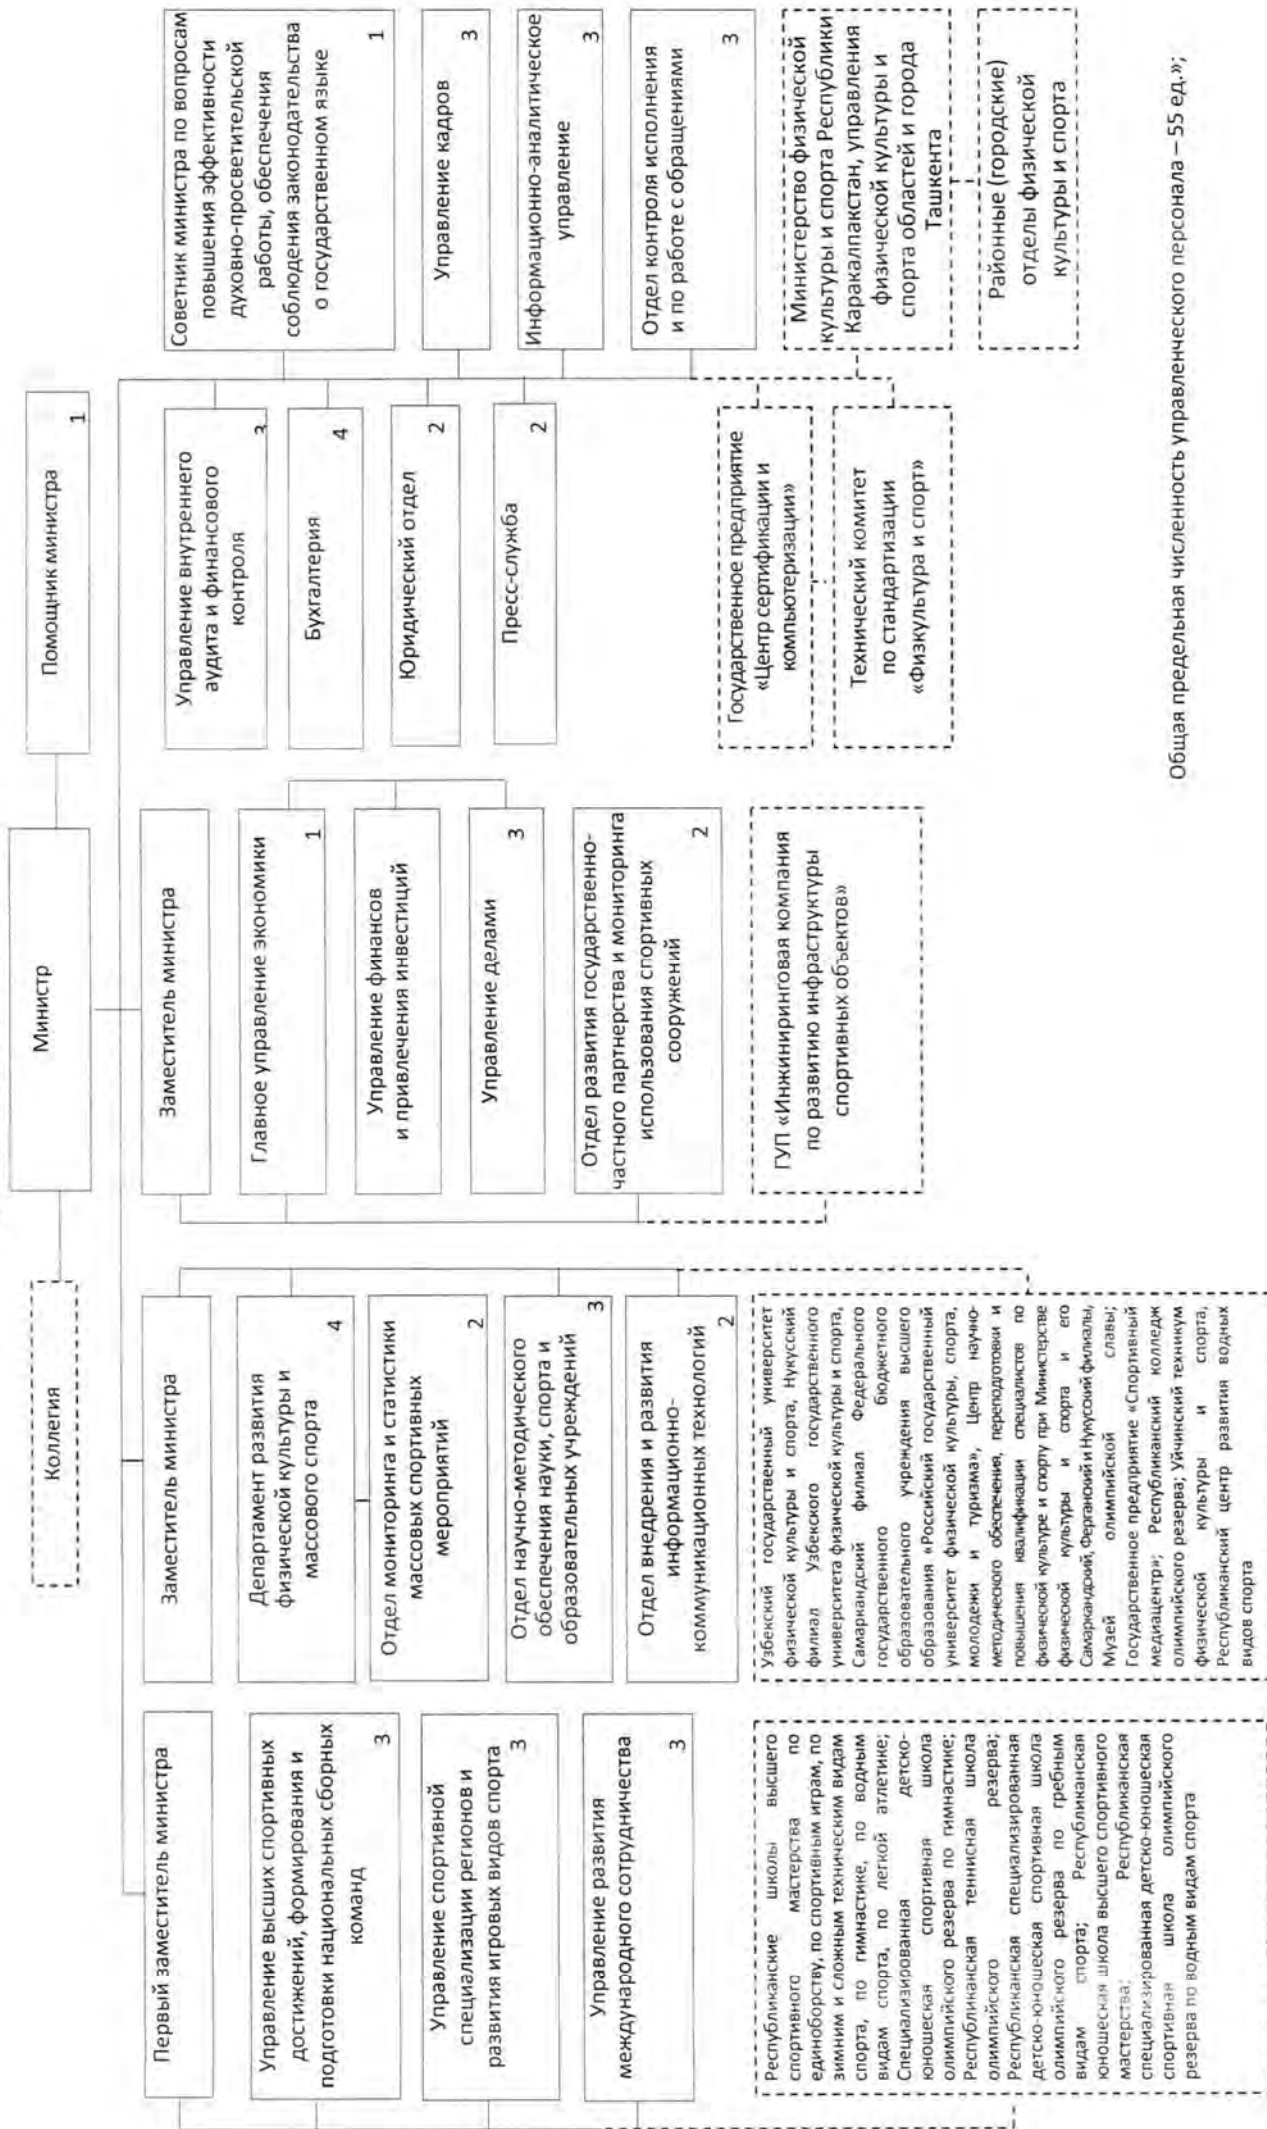 Коллегия
Министр
Помощник министра
1
Первый заместитель министра
Управление высших спортивных
достижений, формирования и
подготовки национальных сборных
команд
3
Управление спортивной
специализации регионов и
развития игровых видов спорта
3
Управление развития
международного сотрудничества
3
Республиканские школы высшего
спортивного мастерства по
единоборству, по спортивным играм, по
зимним и сложным техническим видам
спорта, по гимнастике, по водным
видам спорта, по легкой атлетике;
Специализированная детско-
юношеская спортивная школа
олимпийского резерва по гимнастике;
Республиканская теннисная школа
олимпийского резерва;
Республиканская специализированная
детско-юношеская спортивная школа
олимпийского резерва по гребным
видам спорта; Республиканская
юношеская школа высшего спортивного
мастерства; Республиканская
специализированная детско-юношеская
спортивная школа олимпийского
резерва по водным видам спорта
Заместитель министра
Департамент развития
физической культуры и
массового спорта
4
Отдел мониторинга и статистики
массовых спортивных
мероприятий
2
Отдел научно-методического
обеспечения науки, спорта и
образовательных учреждений
3
Отдел внедрения и развития
информационно-
коммуникационных технологий
2
Узбекский государственный университет
физической культуры и спорта, Нукусский
филиал Узбекского государственного
университета физической культуры и спорта,
Самаркандский филиал Федерального
государственного бюджетного
образовательного учреждения высшего
образования «Российский государственный
университет физической культуры, спорта,
молодежи и туризма», Центр научно-
методического обеспечения, переподготовки и
повышения квалификации специалистов по
физической культуре и спорту при Министерстве
физической культуры и спорта и его
Самаркандский, Ферганский и Нукусский филиалы,
Музей олимпийской славы;
Государственное предприятие «Спортивный
медиацентр»; Республиканский колледж
олимпийского резерва; Уйчинский техникум
физической культуры и спорта,
Республиканский центр развития водных
видов спорта
Заместитель министра
Главное управление экономики
1
Управление финансов
и привлечения инвестиций
4
Управление делами
3
Отдел развития государственно-
частного партнерства и мониторинга
использования спортивных
сооружений
2
ГУП «Инжиниринговая компания
по развитию инфраструктуры
спортивных объектов»
Управление внутреннего
аудита и финансового
контроля
3
Бухгалтерия
4
Юридический отдел
2
Пресс-служба
2
Государственное предприятие
«Центр сертификации и
компьютеризации»
Технический комитет
по стандартизации
«Физкультура и спорт»
Советник министра по вопросам
повышения эффективности
духовно-просветительской
работы, обеспечения
соблюдения законодательства
о государственном языке
1
Управление кадров
3
Информационно-аналитическое
управление
3
Отдел контроля исполнения
и по работе с обращениями
3
Министерство физической
культуры и спорта Республики
Каракалпакстан, управления
физической культуры и
спорта областей и города
Ташкента
Районные (городские)
отделы физической
культуры и спорта
Общая предельная численность управленческого персонала – 55 ед.»;